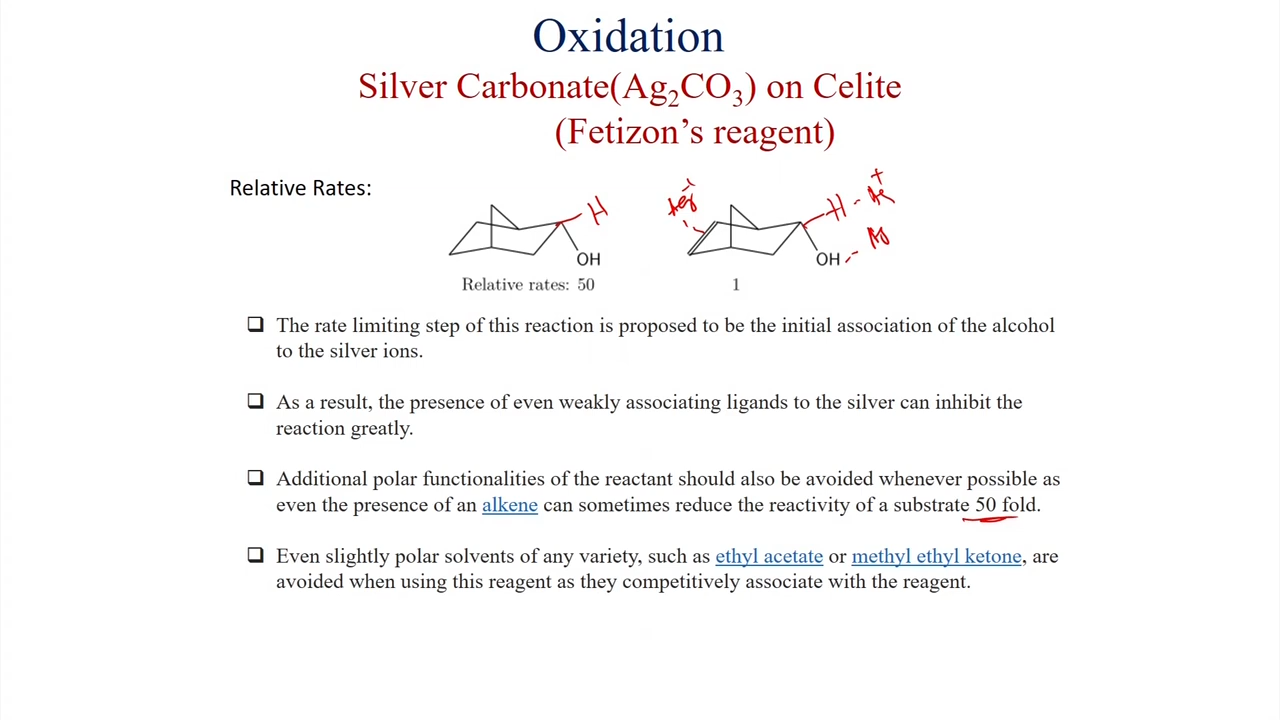 Oxidation
Silver Carbonate(Ag₂CO₃) on Celite
(Fetizon’s reagent)
Relative Rates:
H
OH
Relative rates: 50
Ag⁺
H
Ag⁺
Ag
OH
1
❑ The rate limiting step of this reaction is proposed to be the initial association of the alcohol
to the silver ions.
❑ As a result, the presence of even weakly associating ligands to the silver can inhibit the
reaction greatly.
❑ Additional polar functionalities of the reactant should also be avoided whenever possible as
even the presence of an alkene can sometimes reduce the reactivity of a substrate 50 fold.
❑ Even slightly polar solvents of any variety, such as ethyl acetate or methyl ethyl ketone, are
avoided when using this reagent as they competitively associate with the reagent.